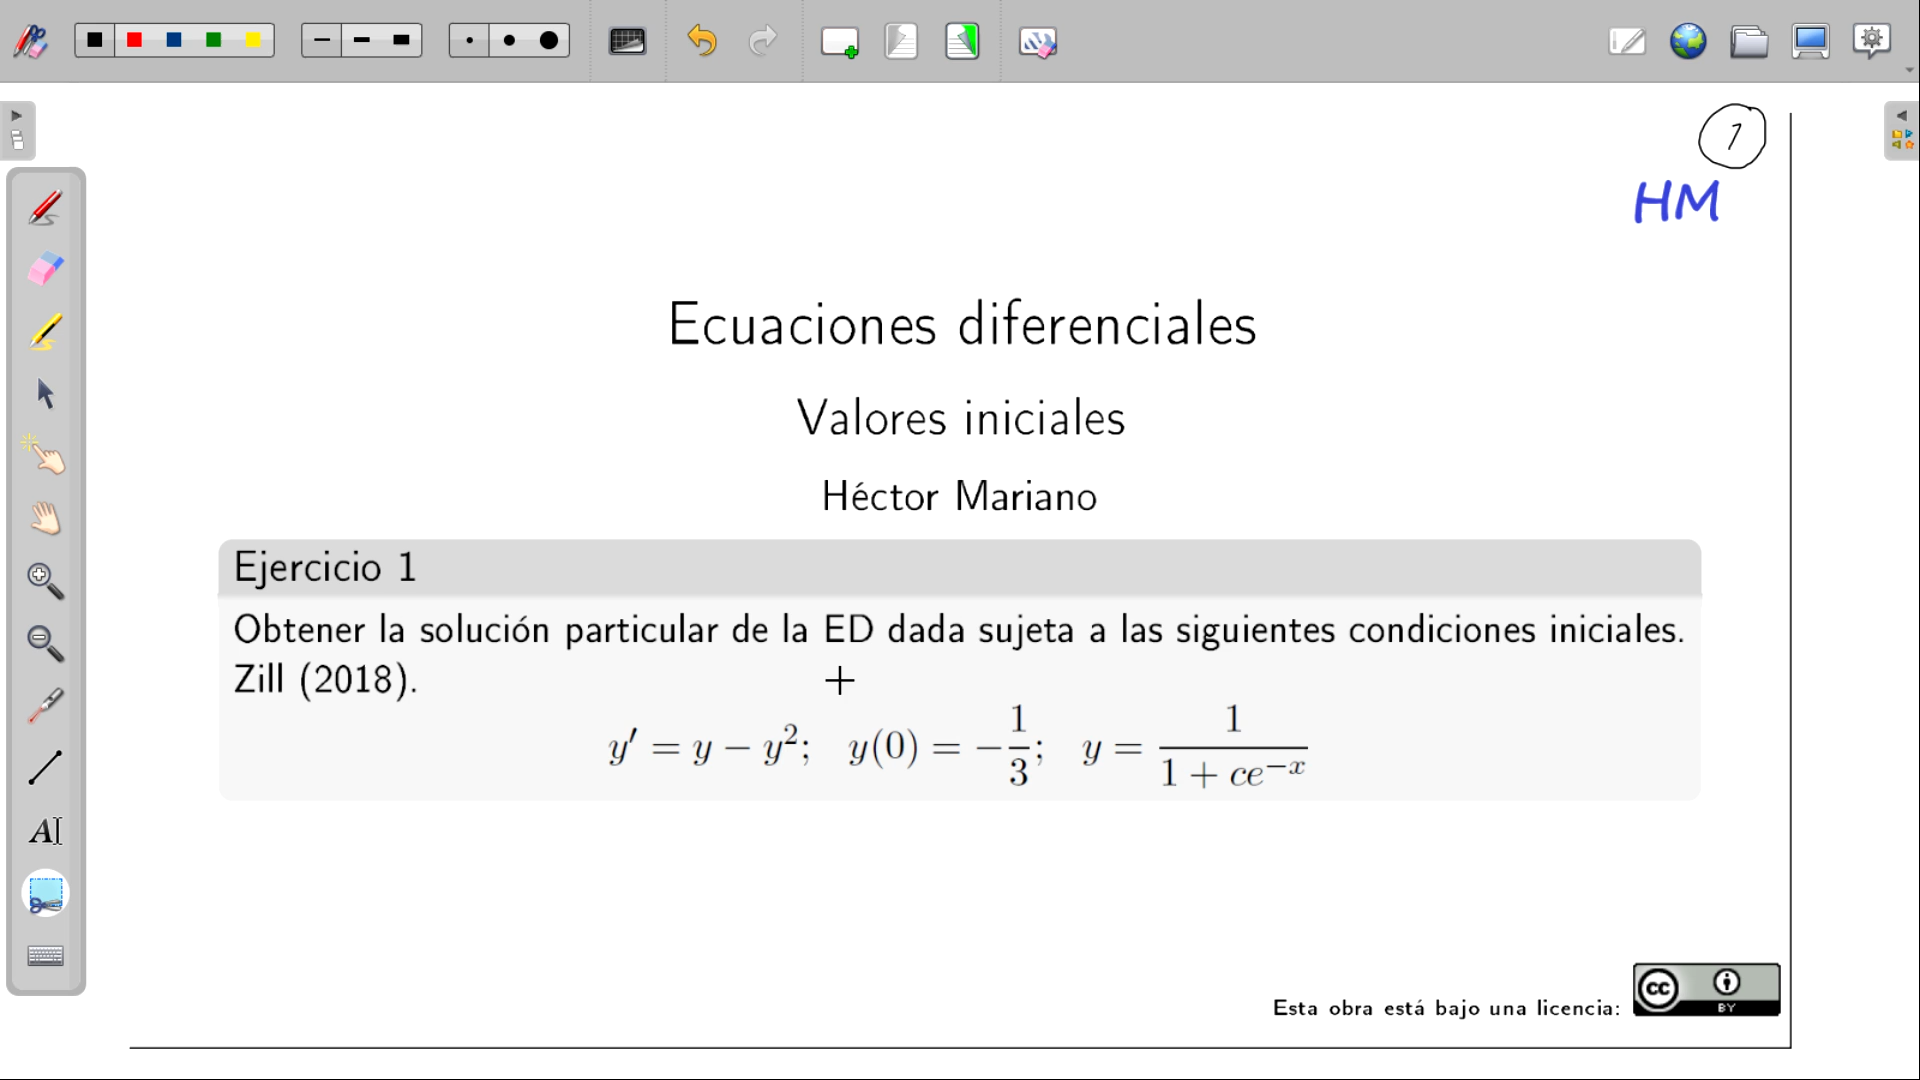 1
HM
Ecuaciones diferenciales
Valores iniciales
Héctor Mariano
Ejercicio 1
Obtener la solución particular de la ED dada sujeta a las siguientes condiciones iniciales.
Zill (2018).
y′ = y − y²; y(0) = −1/3; y = 1/(1 + ce⁻ˣ)
Esta obra está bajo una licencia:
CC BY